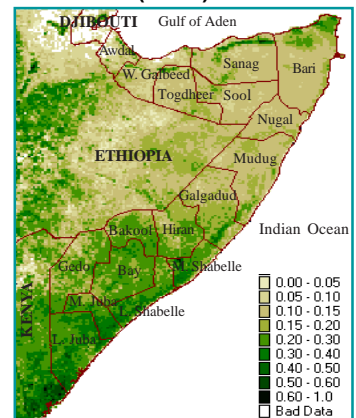 DJIBOUTI
Gulf of Aden
Awdal
Sanag
Bari
W. Galbeed
Togdheer
Sool
Nugal
ETHIOPIA
Mudug
Galgadud
Indian Ocean
Bakool
Hiran
Gedo
Bay
M. Shabelle
KENYA
M. Juba
L. Shabelle
L. Juba
0.00 - 0.05
0.05 - 0.10
0.10 - 0.15
0.15 - 0.20
0.20 - 0.30
0.30 - 0.40
0.40 - 0.50
0.50 - 0.60
0.60 - 1.0
Bad Data